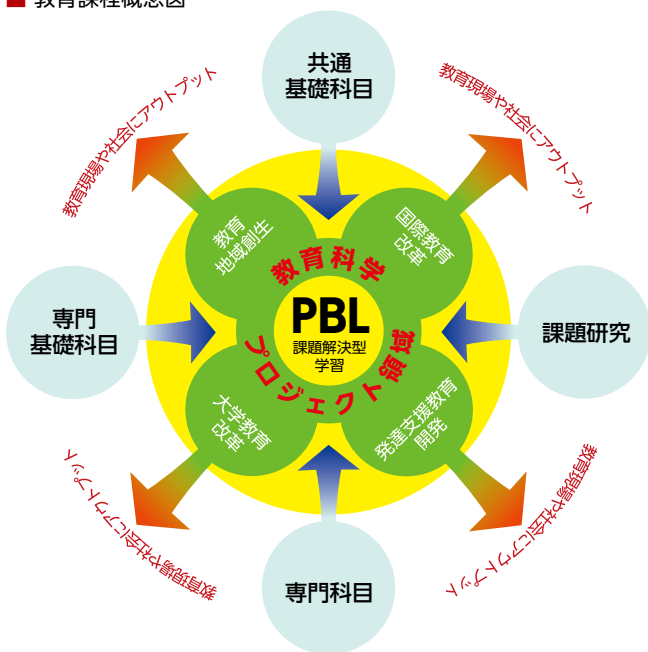 ■ 教育課程概念図
共通
基礎科目
教育現場や社会にアウトプット
教育現場や社会にアウトプット
教育
地域創生
国際教育
改革
教育科学
専門
基礎科目
PBL
課題解決型
学習
課題研究
プロジェクト領域
大学教育
改革
発達支援教育
開発
教育現場や社会にアウトプット
教育現場や社会にアウトプット
専門科目